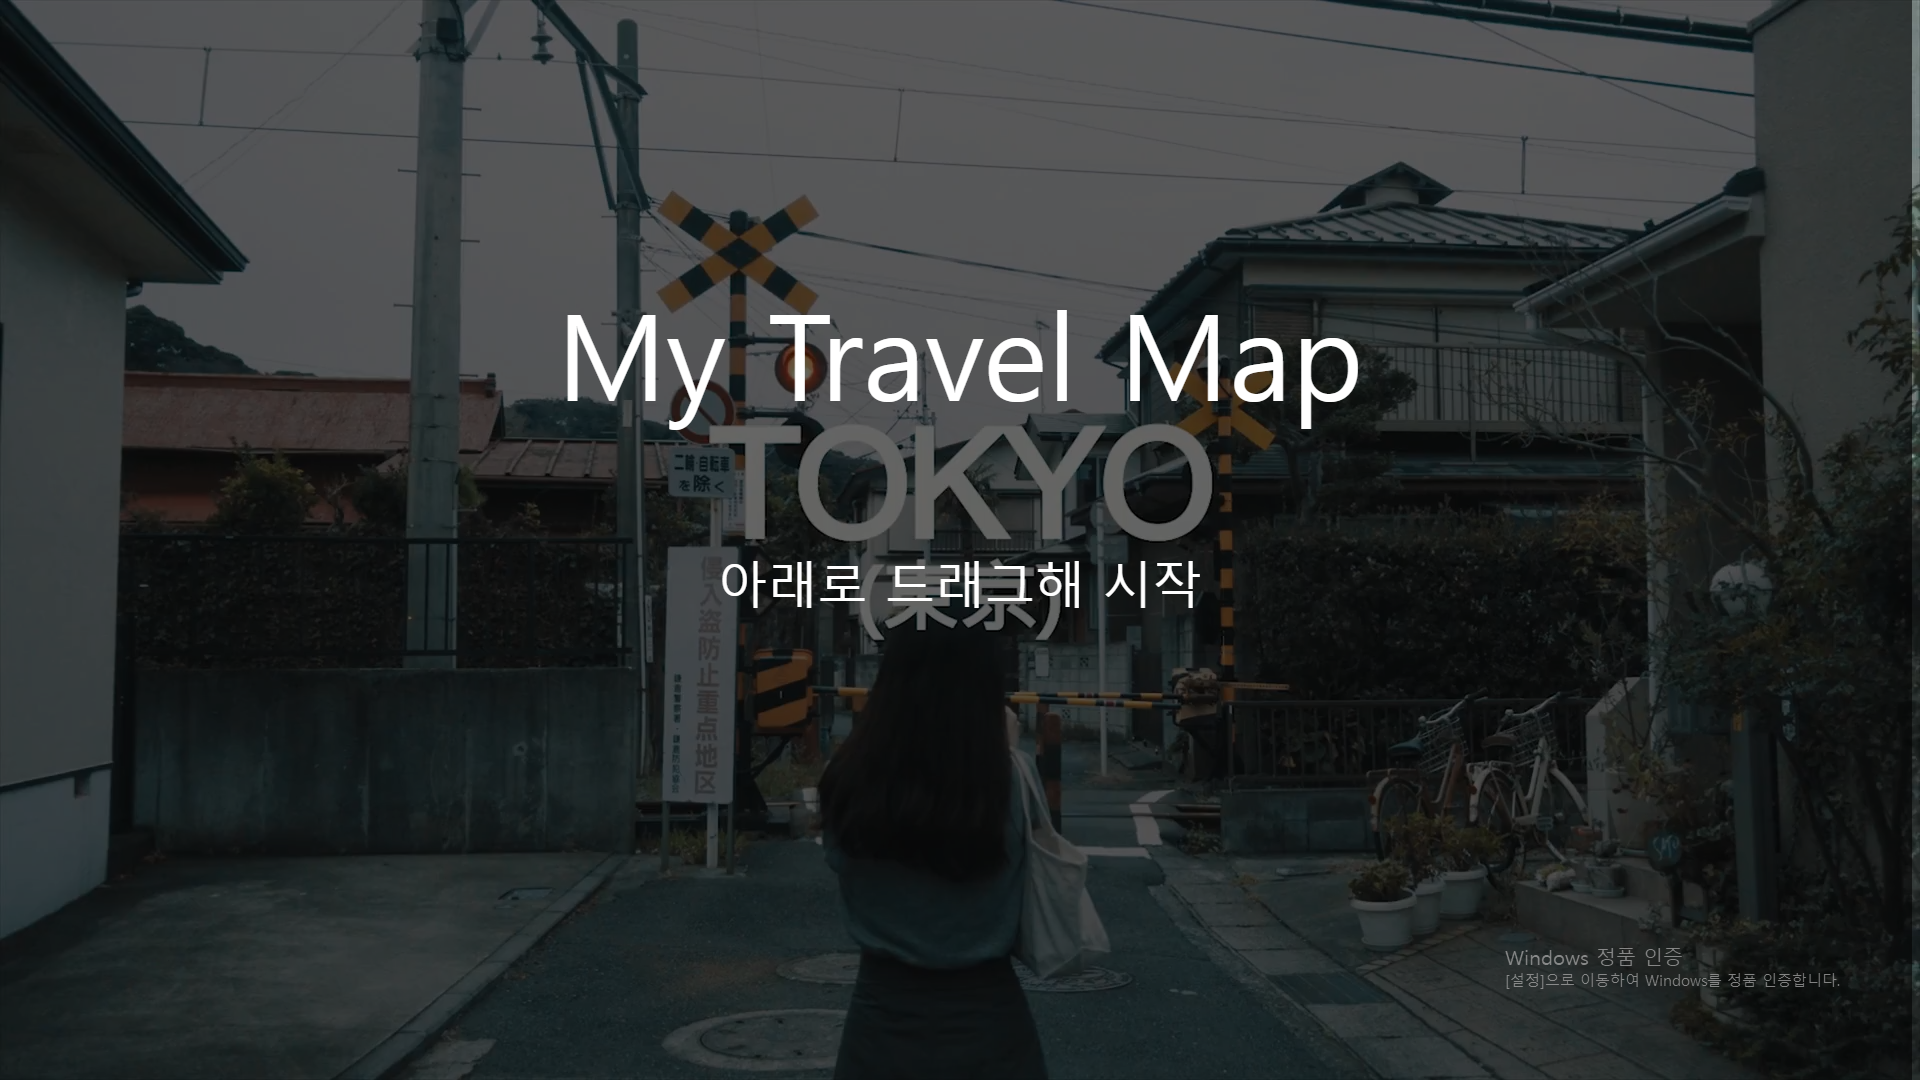 My Travel Map
TOKYO
(東京)
아래로 드래그해 시작
二輪・自転車
を除く
侵入盗防止重点地区
Windows 정품 인증
[설정]으로 이동하여 Windows를 정품 인증합니다.